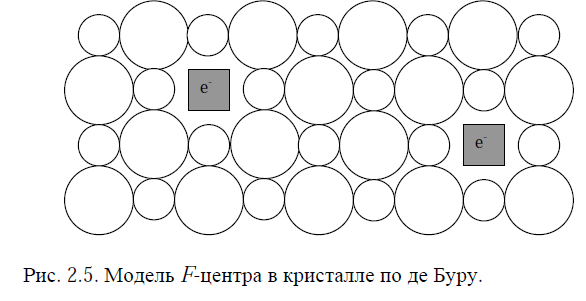 e-
e-
Рис. 2.5. Модель F-центра в кристалле по де Буру.